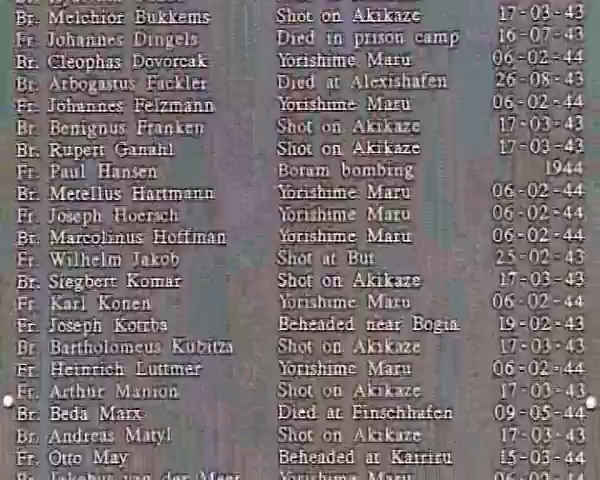 Br. Melchior Bukkems Shot on Akikaze 17-03-43
Fr. Johannes Dingels Died in prison camp 16-07-43
Br. Cleophas Dovorcak Yorishime Maru 06-02-44
Br. Arbogastus Fackler Died at Alexishafen 26-08-43
Fr. Johannes Felzmann Yorishime Maru 06-02-44
Br. Benignus Franken Shot on Akikaze 17-03-43
Br. Rupert Ganahl Shot on Akikaze 17-03-43
Fr. Paul Hansen Boram bombing 1944
Br. Metellus Hartmann Yorishime Maru 06-02-44
Fr. Joseph Hoersch Yorishime Maru 06-02-44
Br. Marcolinus Hoffman Yorishime Maru 06-02-44
Fr. Wilhelm Jakob Shot at But 25-02-43
Br. Siegbert Komar Shot on Akikaze 17-03-43
Fr. Karl Konen Yorishime Maru 06-02-44
Fr. Joseph Kotrba Beheaded near Bogia 19-02-43
Br. Bartholomeus Kubitza Shot on Akikaze 17-03-43
Fr. Heinrich Luttmer Yorishime Maru 06-02-44
Fr. Arthur Manion Shot on Akikaze 17-03-43
Br. Beda Marx Died at Finschhafen 09-05-44
Br. Andreas Matyl Shot on Akikaze 17-03-43
Fr. Otto May Beheaded at Kairiru 15-03-44
van der Meer Yorishime Maru